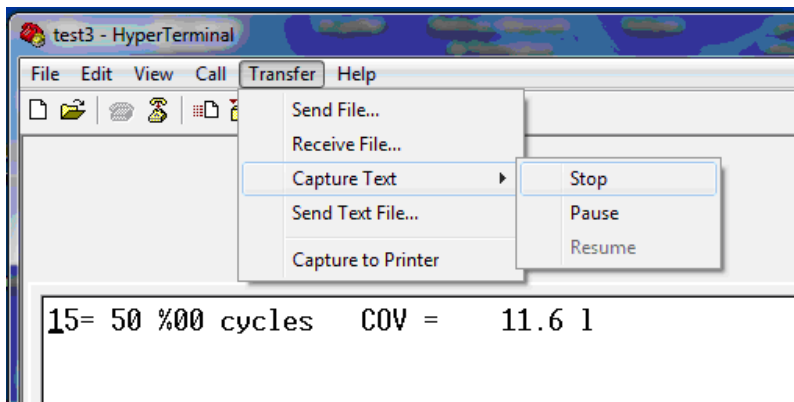 test3 - HyperTerminal
File Edit View Call Transfer Help
Send File...
Receive File...
Capture Text
Send Text File...
Capture to Printer
Stop
Pause
Resume
15= 50 %00 cycles COV = 11.6 l